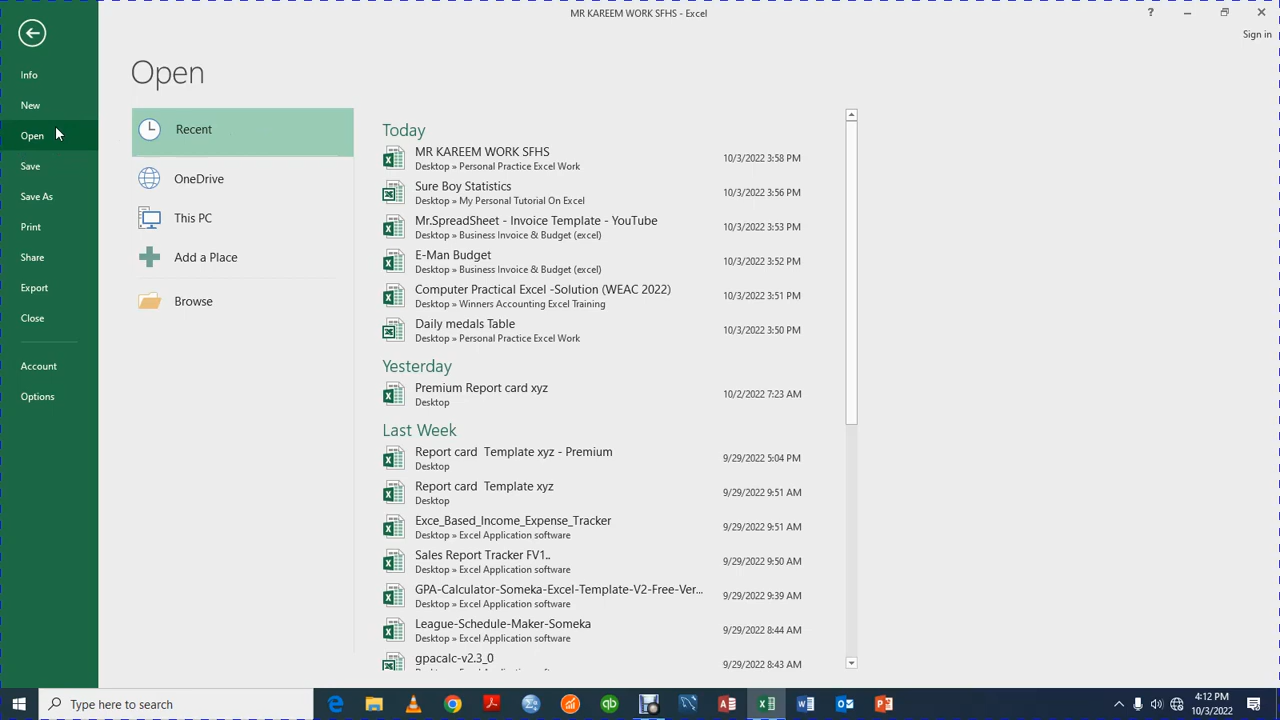 MR KAREEM WORK SFHS - Excel
?
Sign in
Info
New
Open
Save
Save As
Print
Share
Export
Close
Account
Options
Open
Recent
OneDrive
This PC
Add a Place
Browse
Today
MR KAREEM WORK SFHS 10/3/2022 3:58 PM
Desktop » Personal Practice Excel Work
Sure Boy Statistics 10/3/2022 3:56 PM
Desktop » My Personal Tutorial On Excel
Mr.SpreadSheet - Invoice Template - YouTube 10/3/2022 3:53 PM
Desktop » Business Invoice & Budget (excel)
E-Man Budget 10/3/2022 3:52 PM
Desktop » Business Invoice & Budget (excel)
Computer Practical Excel -Solution (WEAC 2022) 10/3/2022 3:51 PM
Desktop » Winners Accounting Excel Training
Daily medals Table 10/3/2022 3:50 PM
Desktop » Personal Practice Excel Work
Yesterday
Premium Report card xyz 10/2/2022 7:23 AM
Desktop
Last Week
Report card Template xyz - Premium 9/29/2022 5:04 PM
Desktop
Report card Template xyz 9/29/2022 9:51 AM
Desktop
Exce_Based_Income_Expense_Tracker 9/29/2022 9:51 AM
Desktop » Excel Application software
Sales Report Tracker FV1.. 9/29/2022 9:50 AM
Desktop » Excel Application software
GPA-Calculator-Someka-Excel-Template-V2-Free-Ver... 9/29/2022 9:39 AM
Desktop » Excel Application software
League-Schedule-Maker-Someka 9/29/2022 8:44 AM
Desktop » Excel Application software
gpacalc-v2.3_0 9/29/2022 8:43 AM
Type here to search
4:12 PM
10/3/2022